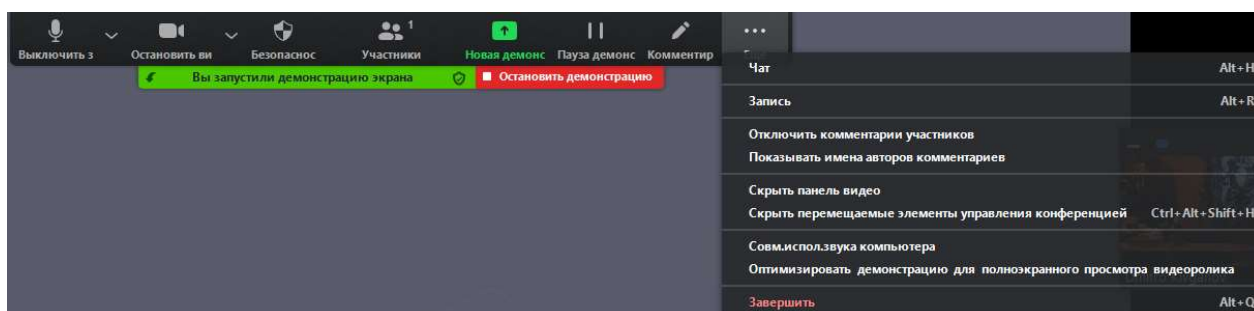 1
Выключить з Остановить ви Безопаснос Участники Новая демонс Пауза демонс Комментир
Вы запустили демонстрацию экрана Остановить демонстрацию
Чат Alt+H
Запись Alt+R
Отключить комментарии участников
Показывать имена авторов комментариев
Скрыть панель видео
Скрыть перемещаемые элементы управления конференцией Ctrl+Alt+Shift+H
Совм.испол.звука компьютера
Оптимизировать демонстрацию для полноэкранного просмотра видеоролика
Завершить Alt+Q